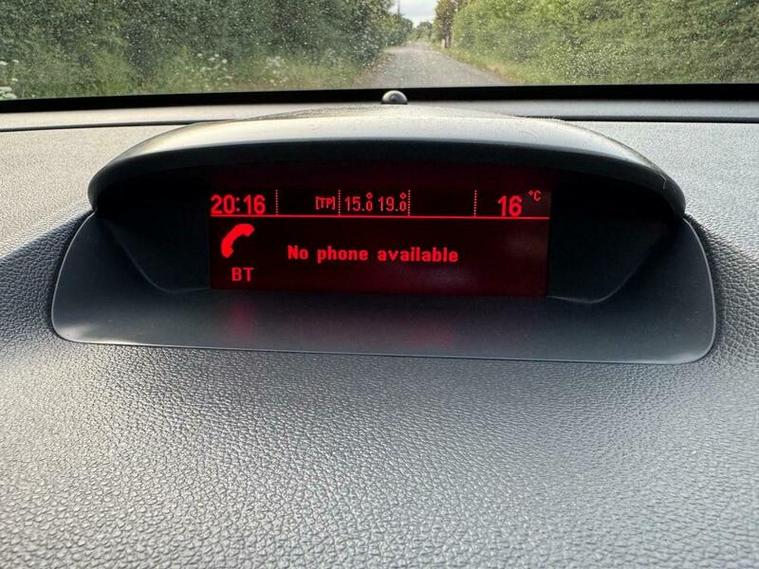 20:16 [TP] 15.0° 19.0° 16 °C
No phone available
BT